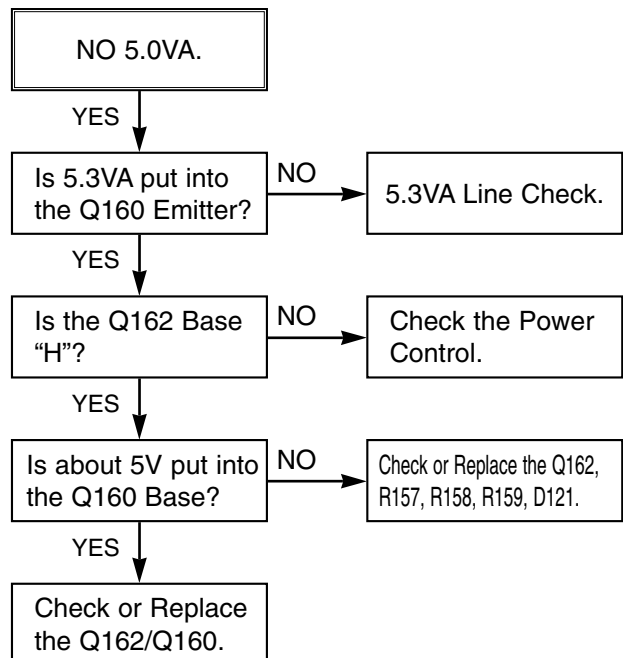 NO 5.0VA.
YES
Is 5.3VA put into
the Q160 Emitter?
NO
5.3VA Line Check.
YES
Is the Q162 Base
“H”?
NO
Check the Power
Control.
YES
Is about 5V put into
the Q160 Base?
NO
Check or Replace the Q162,
R157, R158, R159, D121.
YES
Check or Replace
the Q162/Q160.